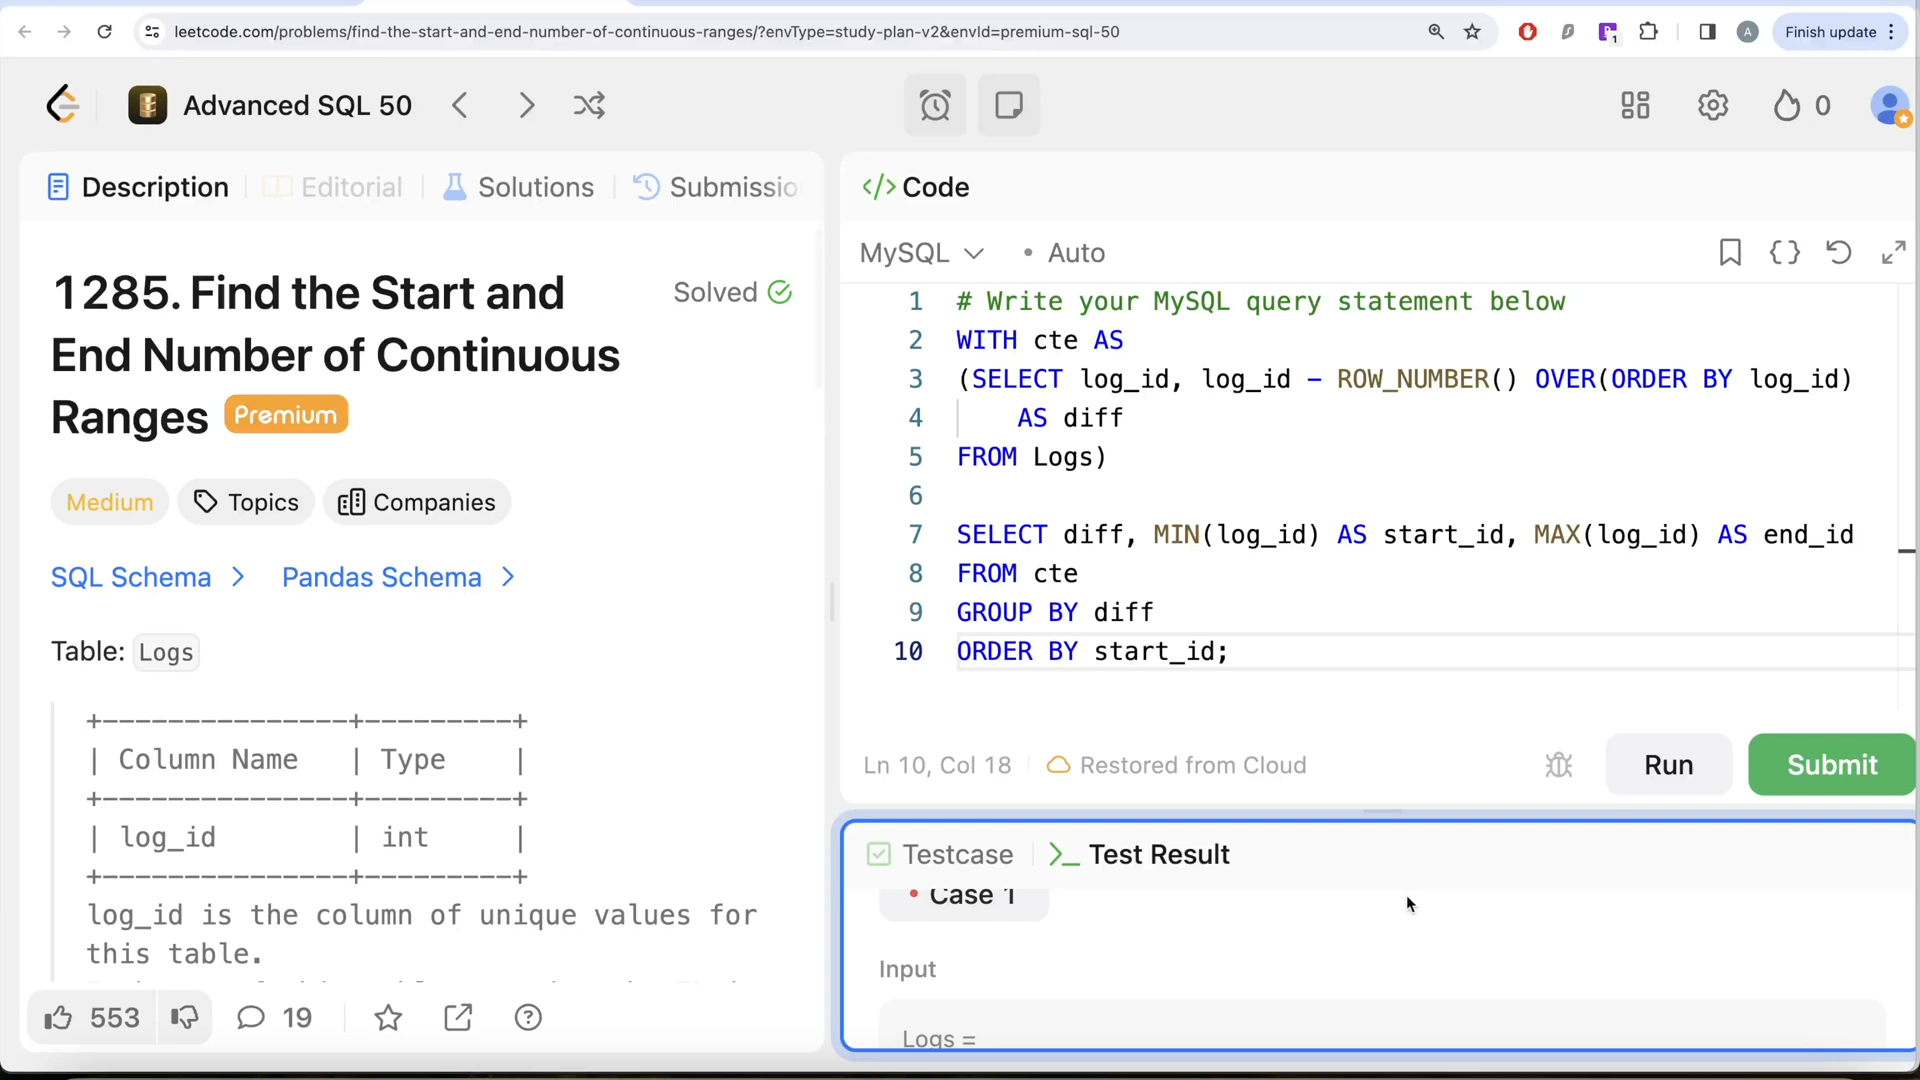 leetcode.com/problems/find-the-start-and-end-number-of-continuous-ranges/?envType=study-plan-v2&envId=premium-sql-50
1
A
Finish update
Advanced SQL 50
0
Description
Editorial
Solutions
Submissio
</> Code
MySQL
• Auto
1285. Find the Start and
End Number of Continuous
Ranges
Premium
Solved
Medium
Topics
Companies
SQL Schema
Pandas Schema
Table: Logs
+---------------+---------+
| Column Name | Type |
+---------------+---------+
| log_id | int |
+---------------+---------+
log_id is the column of unique values for
this table.
553
19
1 # Write your MySQL query statement below
2 WITH cte AS
3 (SELECT log_id, log_id - ROW_NUMBER() OVER(ORDER BY log_id)
4 AS diff
5 FROM Logs)
6
7 SELECT diff, MIN(log_id) AS start_id, MAX(log_id) AS end_id
8 FROM cte
9 GROUP BY diff
10 ORDER BY start_id;
Ln 10, Col 18
Restored from Cloud
Run
Submit
Testcase
>_ Test Result
• Case 1
Input
Logs =